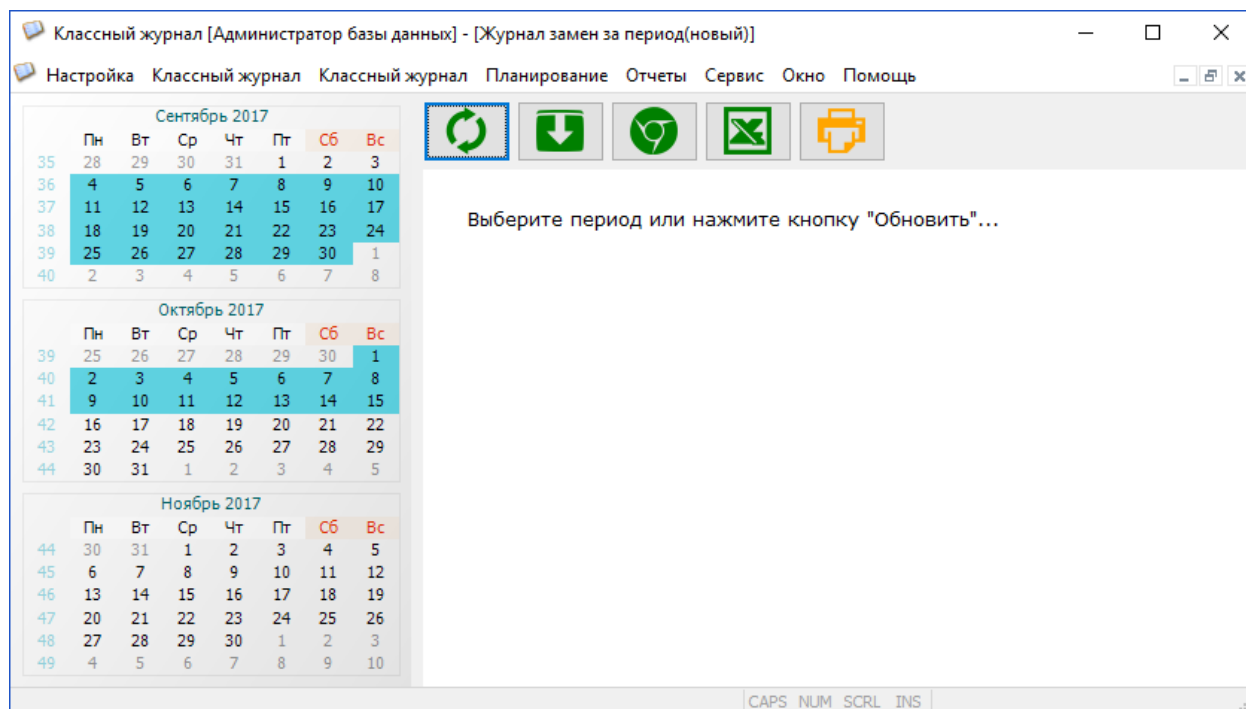 Классный журнал [Администратор базы данных] - [Журнал замен за период(новый)]
Настройка Классный журнал Классный журнал Планирование Отчеты Сервис Окно Помощь
Сентябрь 2017
Пн Вт Ср Чт Пт Сб Вс
35 28 29 30 31 1 2 3
36 4 5 6 7 8 9 10
37 11 12 13 14 15 16 17
38 18 19 20 21 22 23 24
39 25 26 27 28 29 30 1
40 2 3 4 5 6 7 8
Октябрь 2017
Пн Вт Ср Чт Пт Сб Вс
39 25 26 27 28 29 30 1
40 2 3 4 5 6 7 8
41 9 10 11 12 13 14 15
42 16 17 18 19 20 21 22
43 23 24 25 26 27 28 29
44 30 31 1 2 3 4 5
Ноябрь 2017
Пн Вт Ср Чт Пт Сб Вс
44 30 31 1 2 3 4 5
45 6 7 8 9 10 11 12
46 13 14 15 16 17 18 19
47 20 21 22 23 24 25 26
48 27 28 29 30 1 2 3
49 4 5 6 7 8 9 10
Выберите период или нажмите кнопку "Обновить"...
CAPS NUM SCRL INS